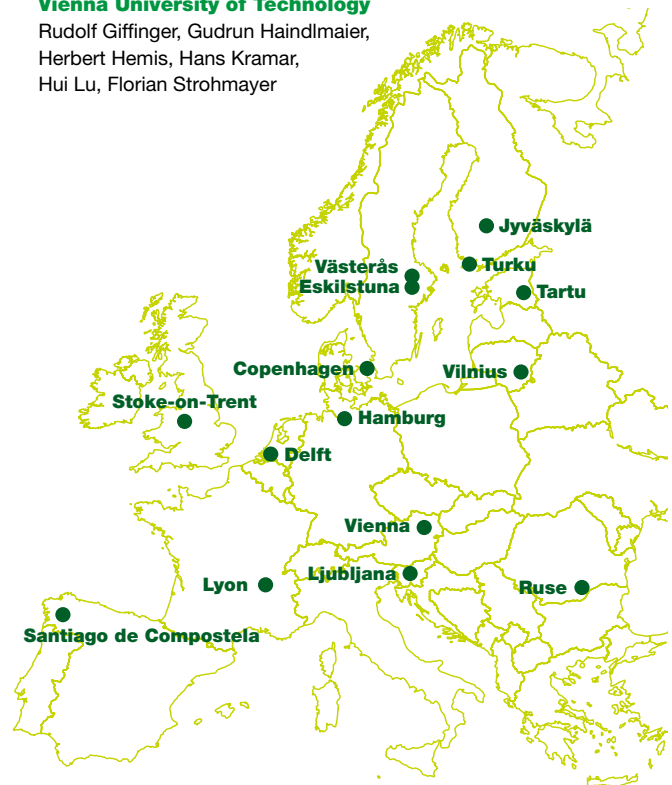 Vienna University of Technology
Rudolf Giffinger, Gudrun Haindlmaier,
Herbert Hemis, Hans Kramar,
Hui Lu, Florian Strohmayer
Jyväskylä
Västerås
Turku
Eskilstuna
Tartu
Copenhagen
Vilnius
Stoke-on-Trent
Hamburg
Delft
Vienna
Ljubljana
Lyon
Ruse
Santiago de Compostela